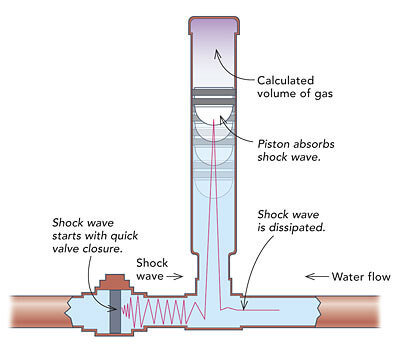 Calculated
volume of gas
Piston absorbs
shock wave.
Shock wave
starts with quick
valve closure.
Shock wave
is dissipated.
Shock
wave
Water flow